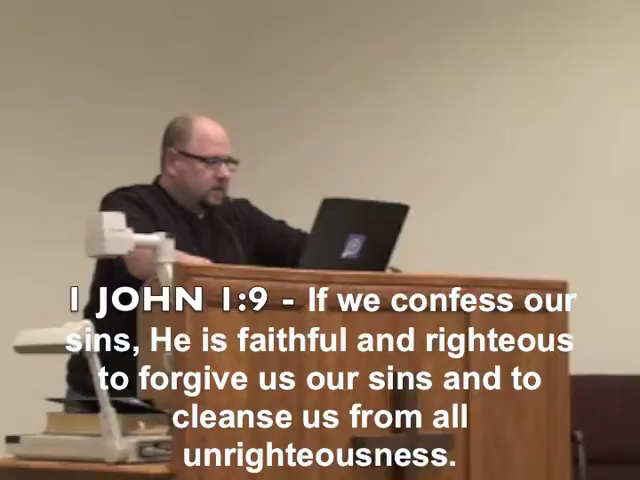 1 JOHN 1:9 - If we confess our
sins, He is faithful and righteous
to forgive us our sins and to
cleanse us from all
unrighteousness.